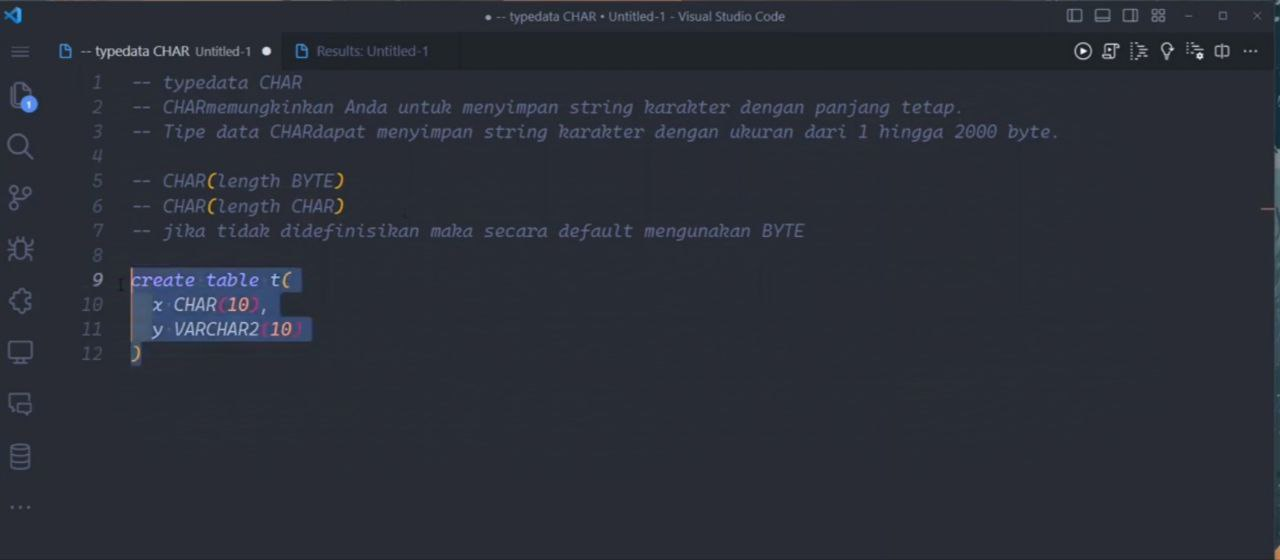 ● -- typedata CHAR • Untitled-1 - Visual Studio Code
-- typedata CHAR Untitled-1 ●
Results: Untitled-1
1 -- typedata CHAR
2 -- CHARmemungkinkan Anda untuk menyimpan string karakter dengan panjang tetap.
3 -- Tipe data CHARdapat menyimpan string karakter dengan ukuran dari 1 hingga 2000 byte.
4
5 -- CHAR(length BYTE)
6 -- CHAR(length CHAR)
7 -- jika tidak didefinisikan maka secara default mengunakan BYTE
8
9 create table t(
10 x CHAR(10),
11 y VARCHAR2(10)
12 )
1